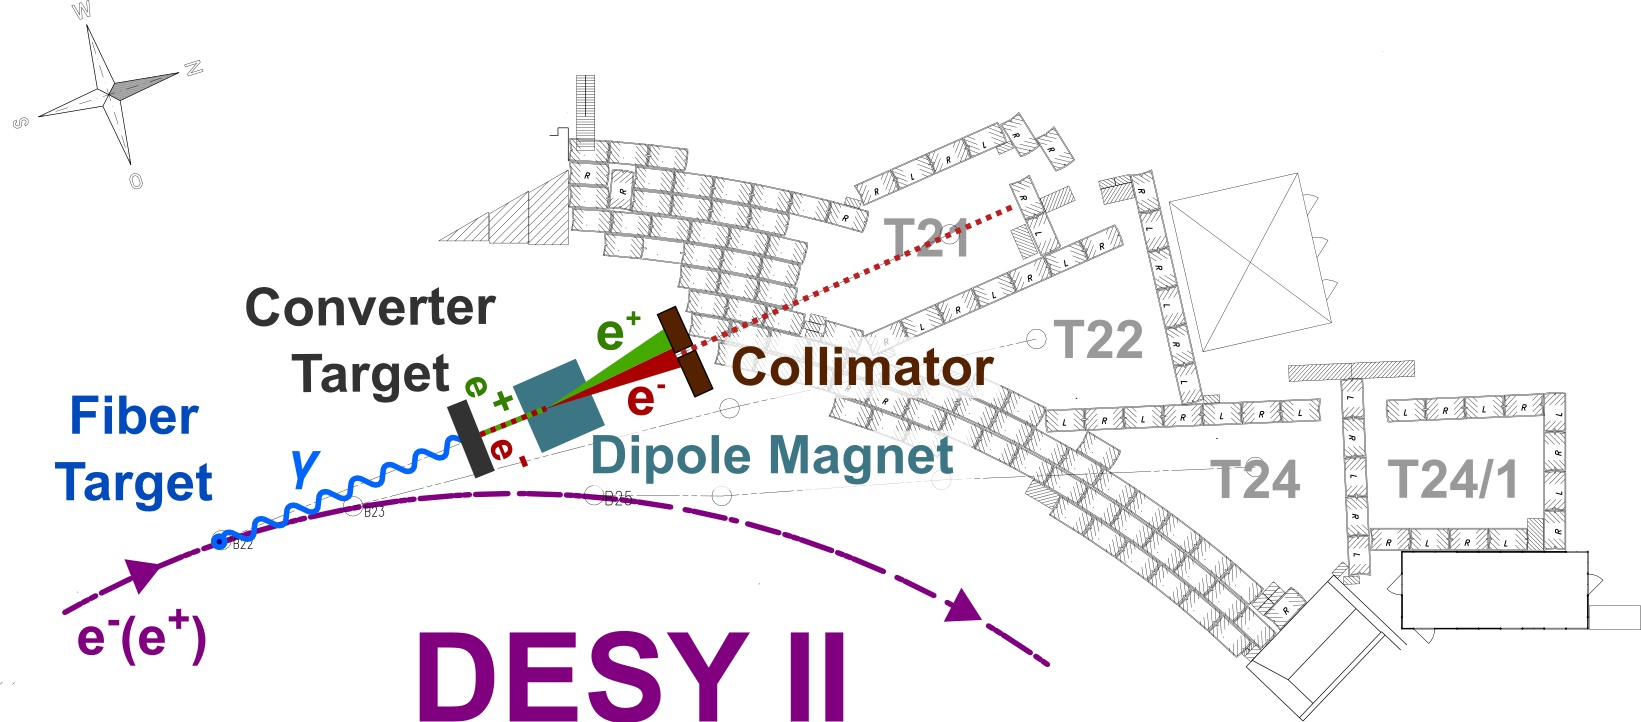 W
N
S
O
Converter
Target
Fiber
Target
γ
e+
e-
e+
e-
Collimator
Dipole Magnet
T21
T22
T24
T24/1
B22
B23
B25
e-(e+)
DESY II
R
R
R
R
L
R
L
R
R
R
L
R
L
R
L
R
L
R
R
L
R
L
R
L
R
L
R
L
R
L
R
L
L
R
L
R
L
L
R
L
R
L
R
L
R
R
L
R
L
R